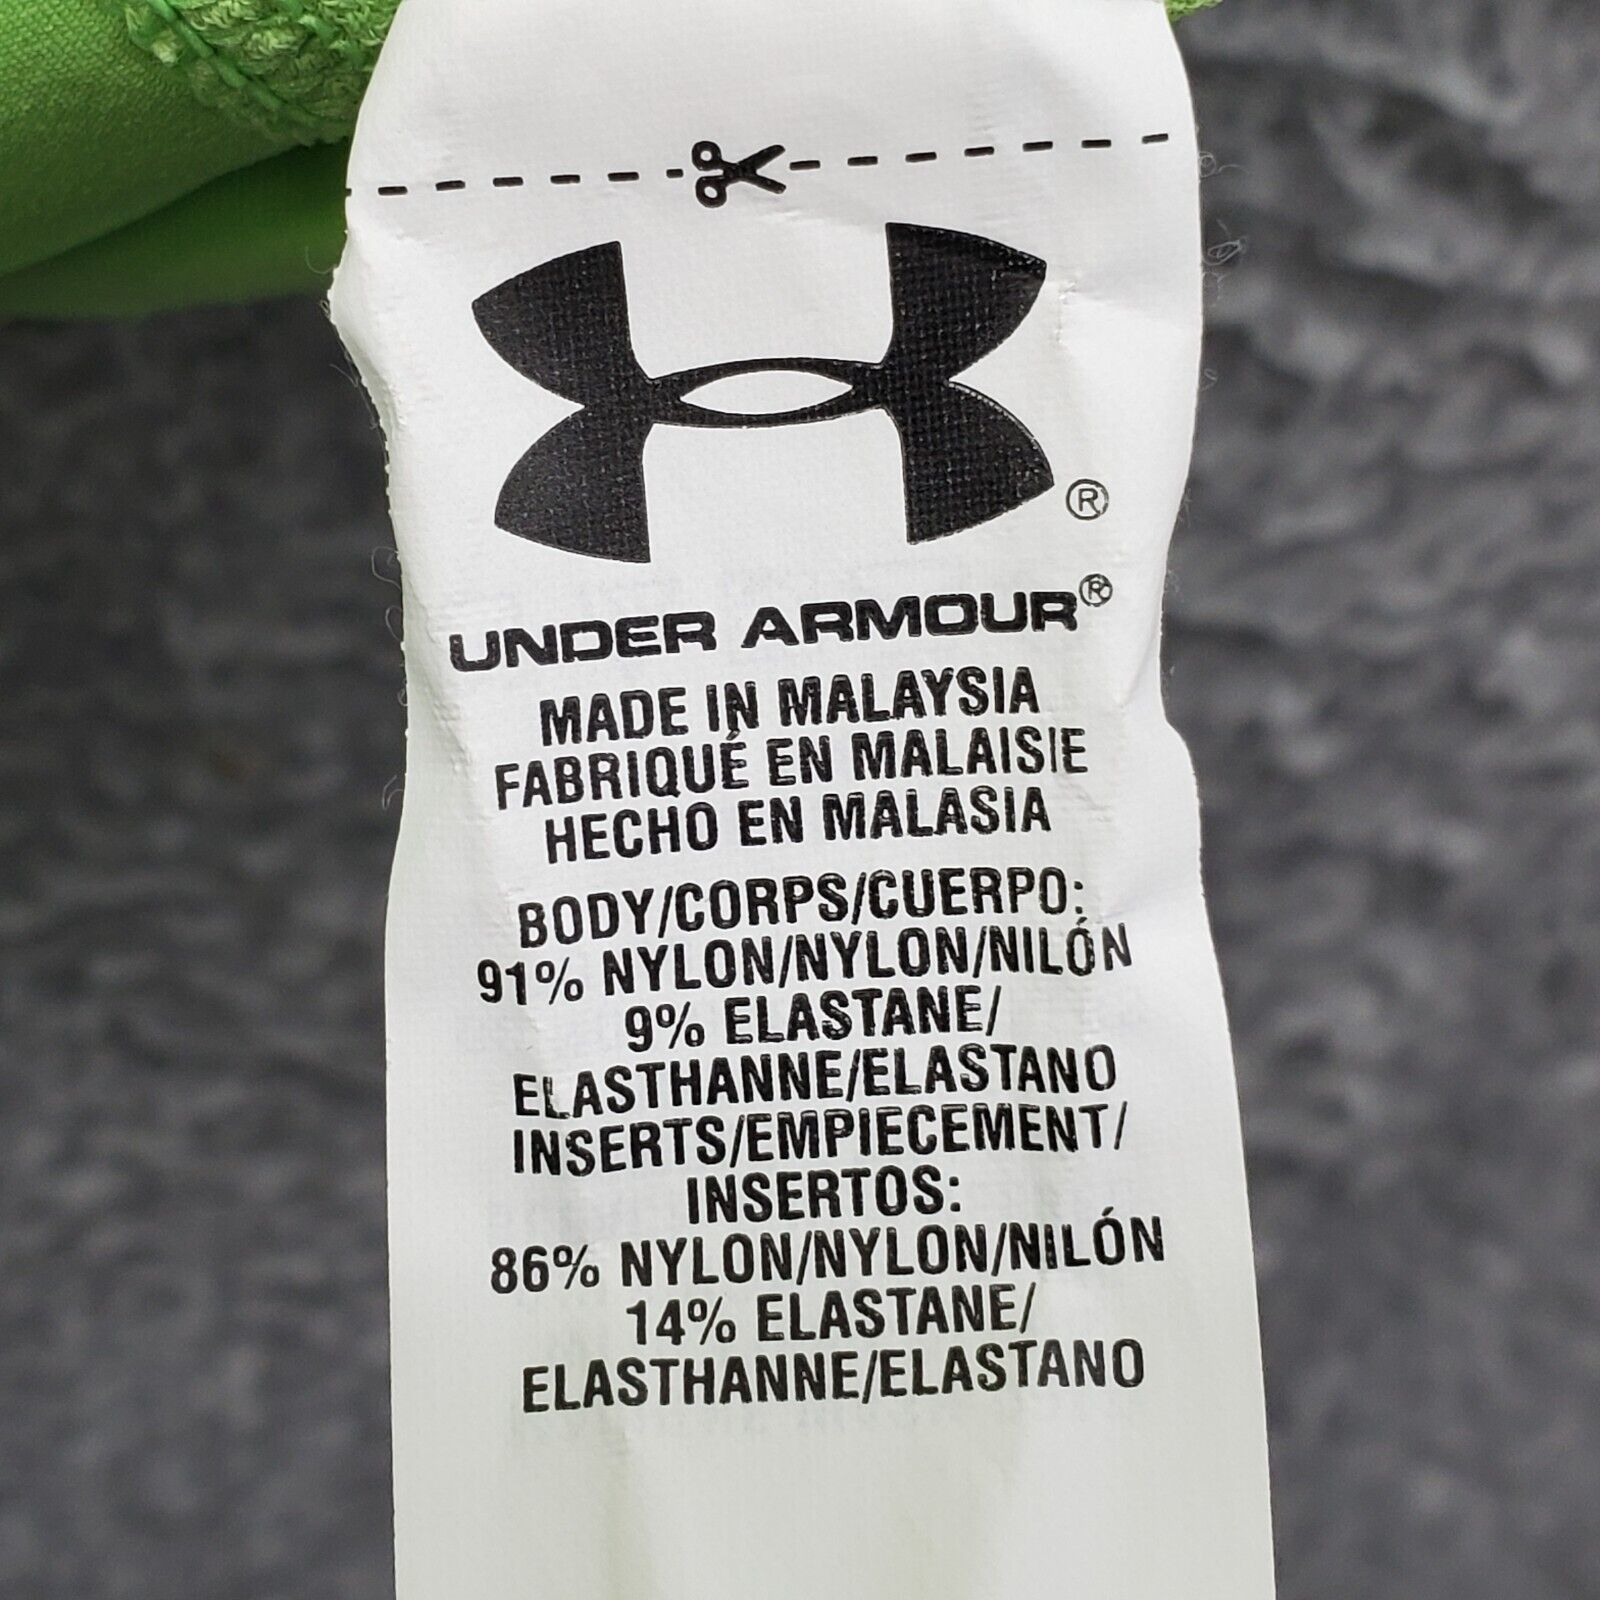 ®
UNDER ARMOUR®
MADE IN MALAYSIA
FABRIQUÉ EN MALAISIE
HECHO EN MALASIA
BODY/CORPS/CUERPO:
91% NYLON/NYLON/NILÓN
9% ELASTANE/
ELASTHANNE/ELASTANO
INSERTS/EMPIECEMENT/
INSERTOS:
86% NYLON/NYLON/NILÓN
14% ELASTANE/
ELASTHANNE/ELASTANO